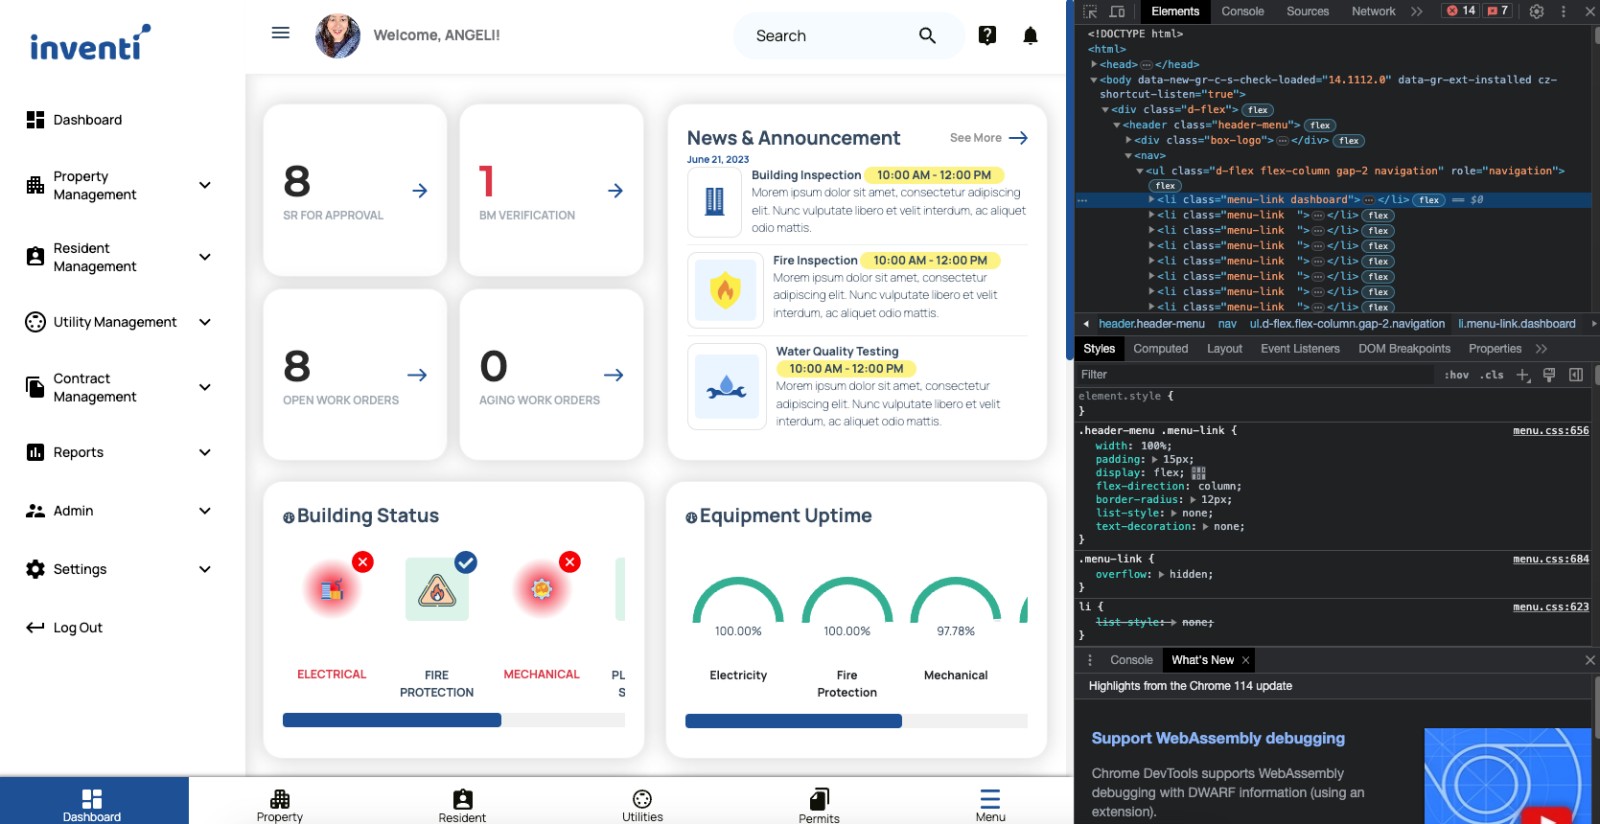 inventi
Welcome, ANGELI!
Search
Dashboard
Property
Management
Resident
Management
Utility Management
Contract
Management
Reports
Admin
Settings
Log Out
8
SR FOR APPROVAL
1
BM VERIFICATION
8
OPEN WORK ORDERS
0
AGING WORK ORDERS
News & Announcement
See More
June 21, 2023
Building Inspection 10:00 AM - 12:00 PM
Morem ipsum dolor sit amet, consectetur adipiscing
elit. Nunc vulputate libero et velit interdum, ac aliquet
odio mattis.
Fire Inspection 10:00 AM - 12:00 PM
Morem ipsum dolor sit amet, consectetur
adipiscing elit. Nunc vulputate libero et velit
interdum, ac aliquet odio mattis.
Water Quality Testing
10:00 AM - 12:00 PM
Morem ipsum dolor sit amet, consectetur
adipiscing elit. Nunc vulputate libero et velit
interdum, ac aliquet odio mattis.
Building Status
ELECTRICAL
FIRE
PROTECTION
MECHANICAL
PL
S
Equipment Uptime
100.00%
100.00%
97.78%
Electricity
Fire
Protection
Mechanical
Dashboard
Property
Resident
Utilities
Permits
Menu
Elements Console Sources Network 14 7
<!DOCTYPE html>
<html>
<head> … </head>
<body data-new-gr-c-s-check-loaded="14.1112.0" data-gr-ext-installed cz-
shortcut-listen="true">
<div class="d-flex"> flex
<header class="header-menu"> flex
<div class="box-logo"> … </div> flex
<nav>
<ul class="d-flex flex-column gap-2 navigation" role="navigation">
flex
… <li class="menu-link dashboard"> … </li> flex == $0
<li class="menu-link  "> … </li> flex
<li class="menu-link  "> … </li> flex
<li class="menu-link  "> … </li> flex
<li class="menu-link  "> … </li> flex
<li class="menu-link  "> … </li> flex
<li class="menu-link  "> … </li> flex
<li class="menu-link  "> … </li> flex
header.header-menu nav ul.d-flex.flex-column.gap-2.navigation li.menu-link.dashboard
Styles Computed Layout Event Listeners DOM Breakpoints Properties
Filter :hov .cls
element.style {
}
.header-menu .menu-link { menu.css:656
width: 100%;
padding: 15px;
display: flex;
flex-direction: column;
border-radius: 12px;
list-style: none;
text-decoration: none;
}
.menu-link { menu.css:684
overflow: hidden;
}
li { menu.css:623
list-style: none;
}
Console What's New
Highlights from the Chrome 114 update
Support WebAssembly debugging
Chrome DevTools supports WebAssembly
debugging with DWARF information (using an
extension).